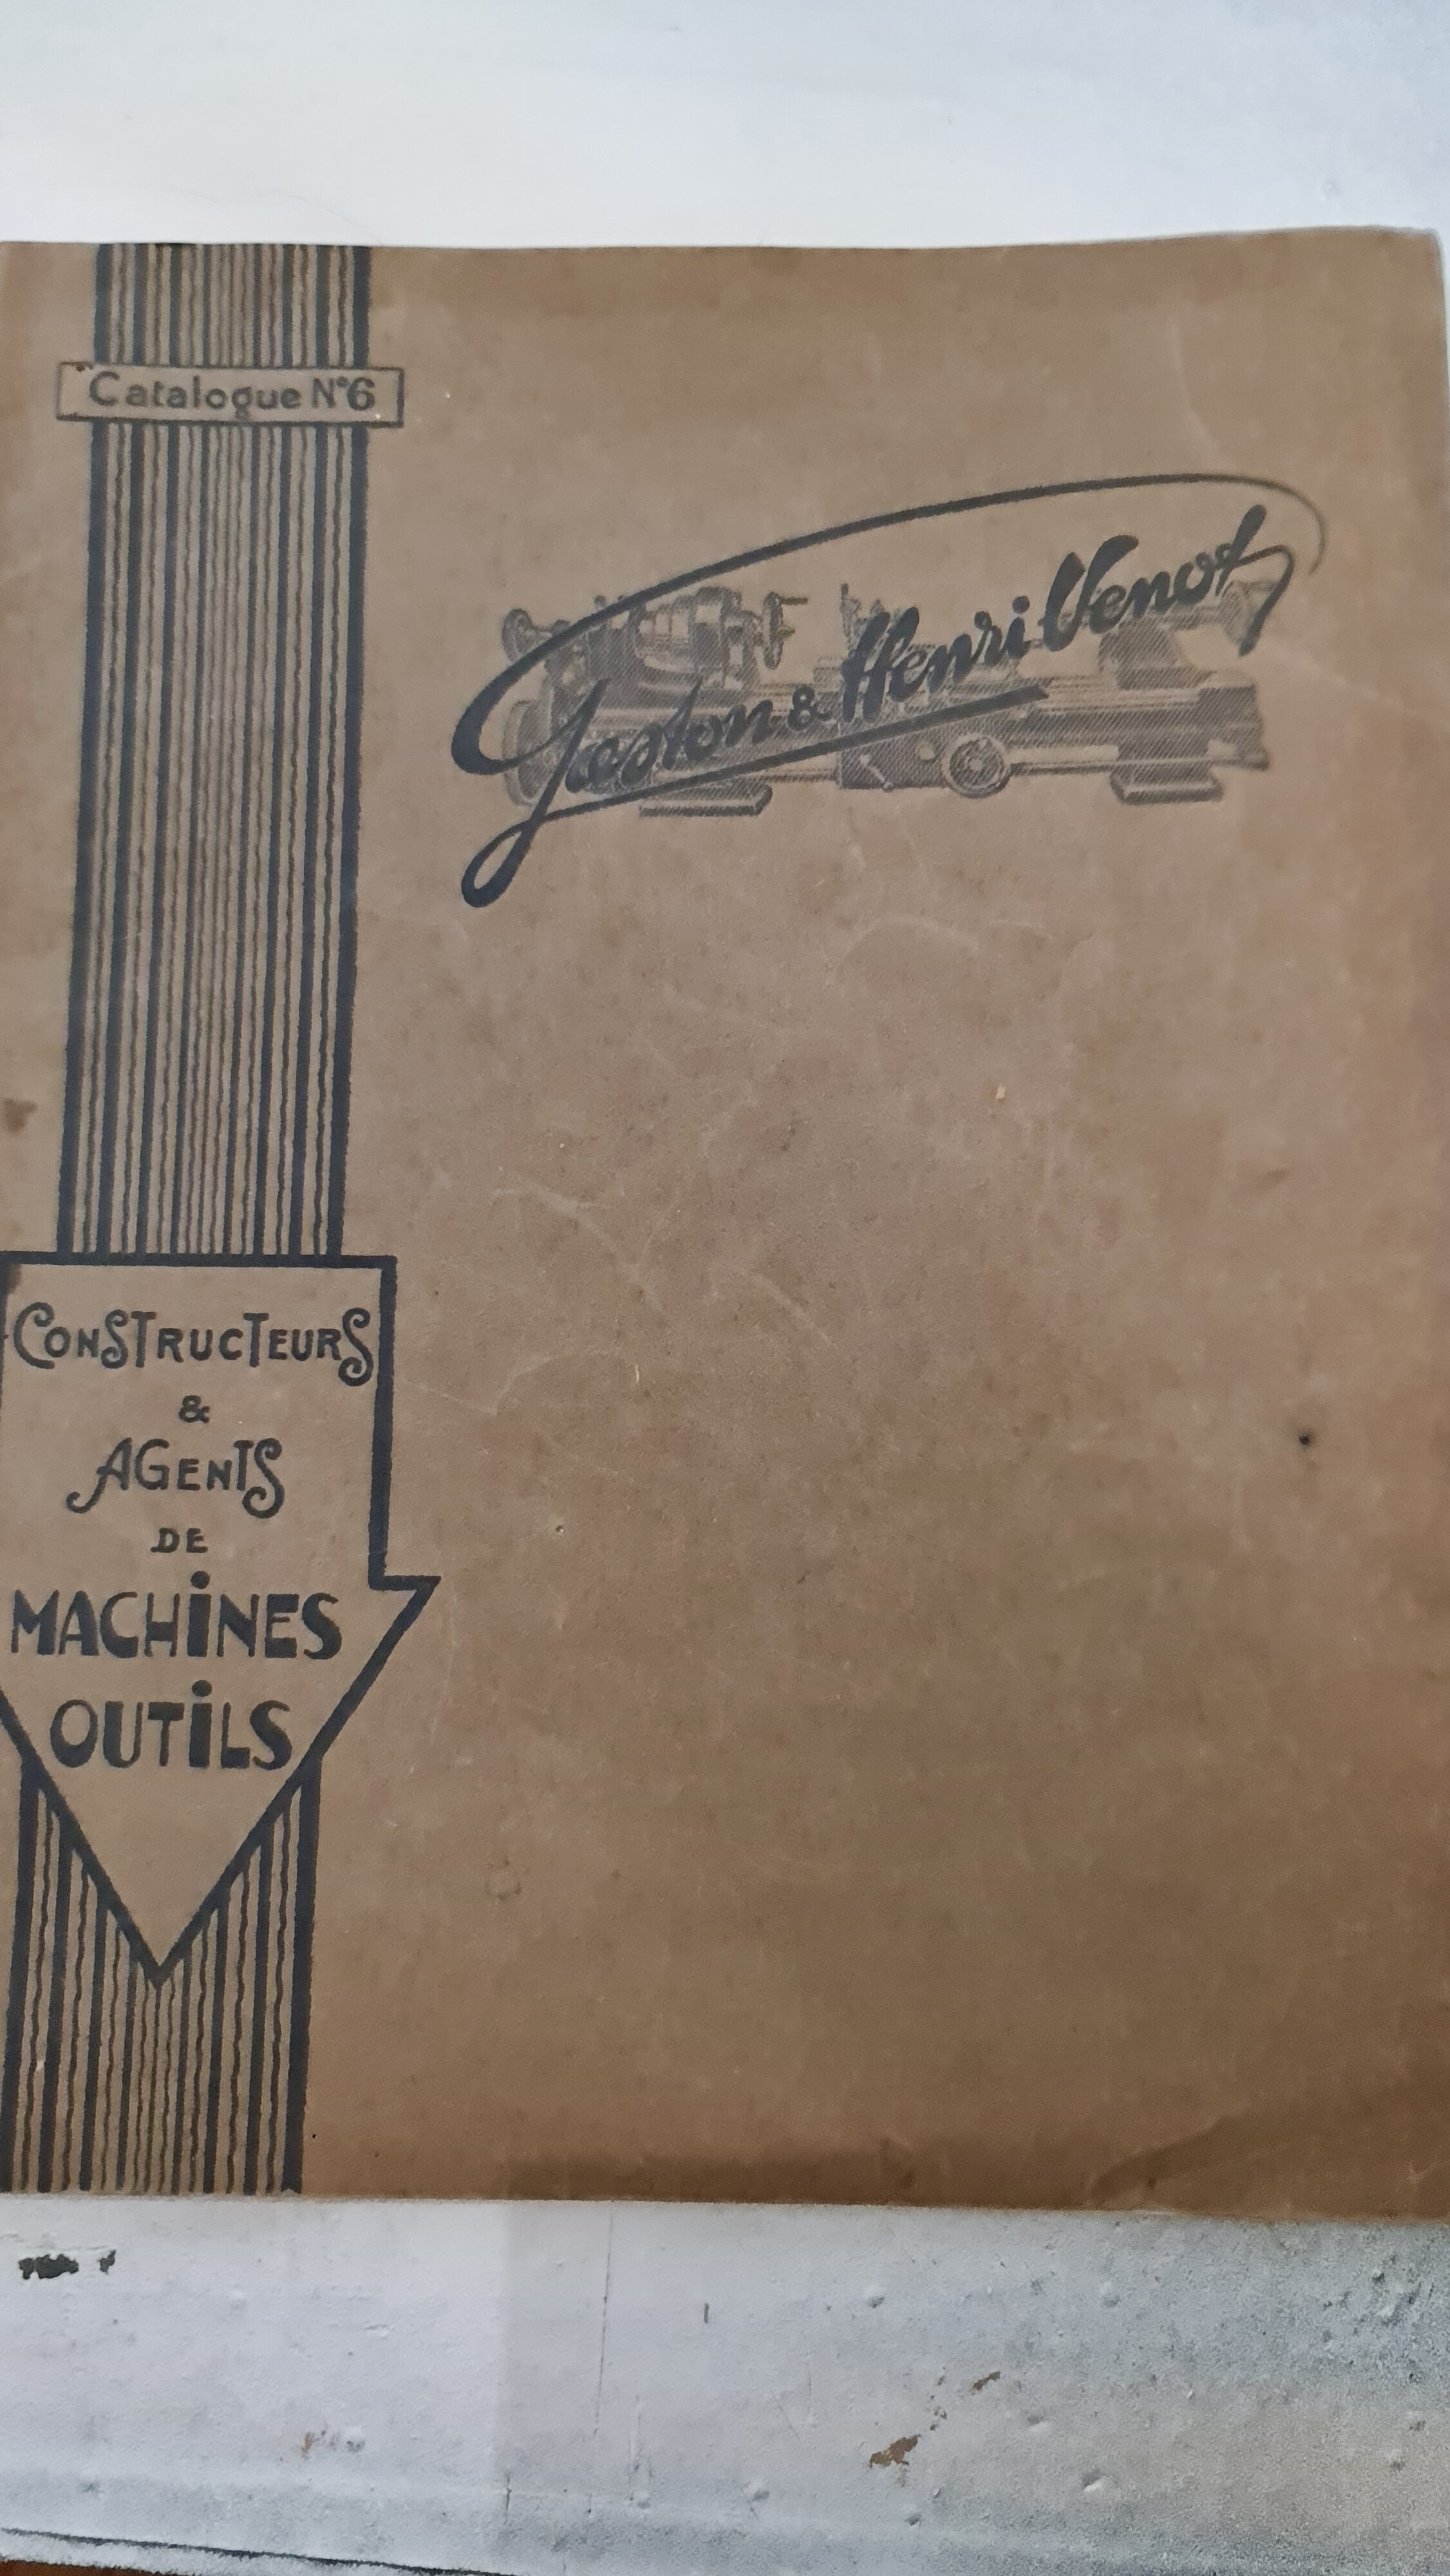 Catalogue N°6
Gaston & Henri Venot
CONSTRUCTEURS
&
AGENTS
DE
MACHINES
OUTILS